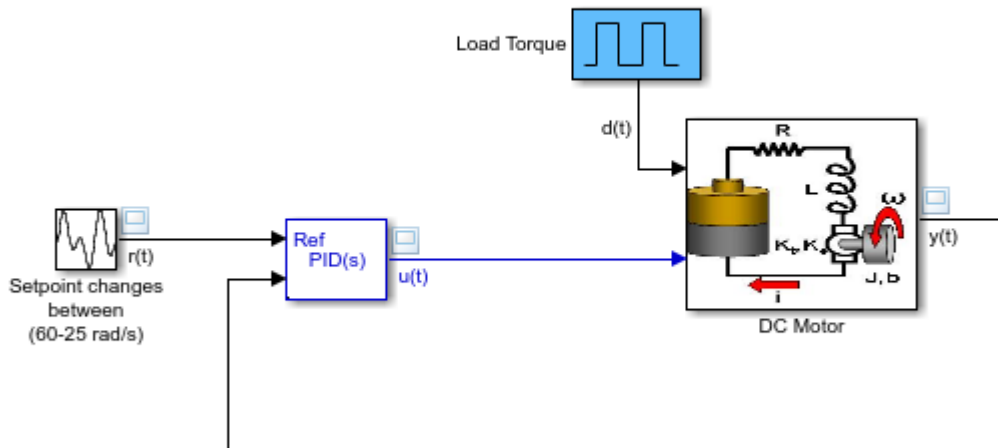 Load Torque
d(t)
R
L
ω
K
J, b
i
DC Motor
y(t)
Ref
PID(s)
u(t)
r(t)
Setpoint changes
between
(60-25 rad/s)